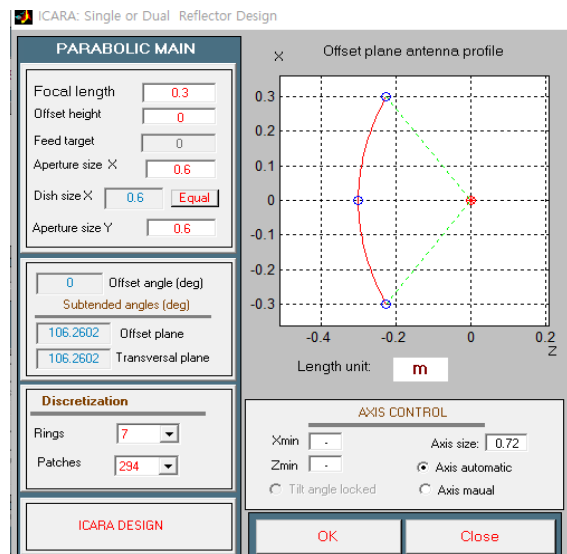 ICARA: Single or Dual Reflector Design
PARABOLIC MAIN
Focal length 0.3
Offset height 0
Feed target 0
Aperture size X 0.6
Dish size X 0.6 Equal
Aperture size Y 0.6
0 Offset angle (deg)
Subtended angles (deg)
106.2602 Offset plane
106.2602 Transversal plane
Discretization
Rings 7
Patches 294
ICARA DESIGN
X Offset plane antenna profile
0.3
0.2
0.1
0
-0.1
-0.2
-0.3
-0.4 -0.2 0 0.2
Z
Length unit: m
AXIS CONTROL
Xmin - Axis size: 0.72
Zmin - Axis automatic
Tilt angle locked Axis maual
OK Close